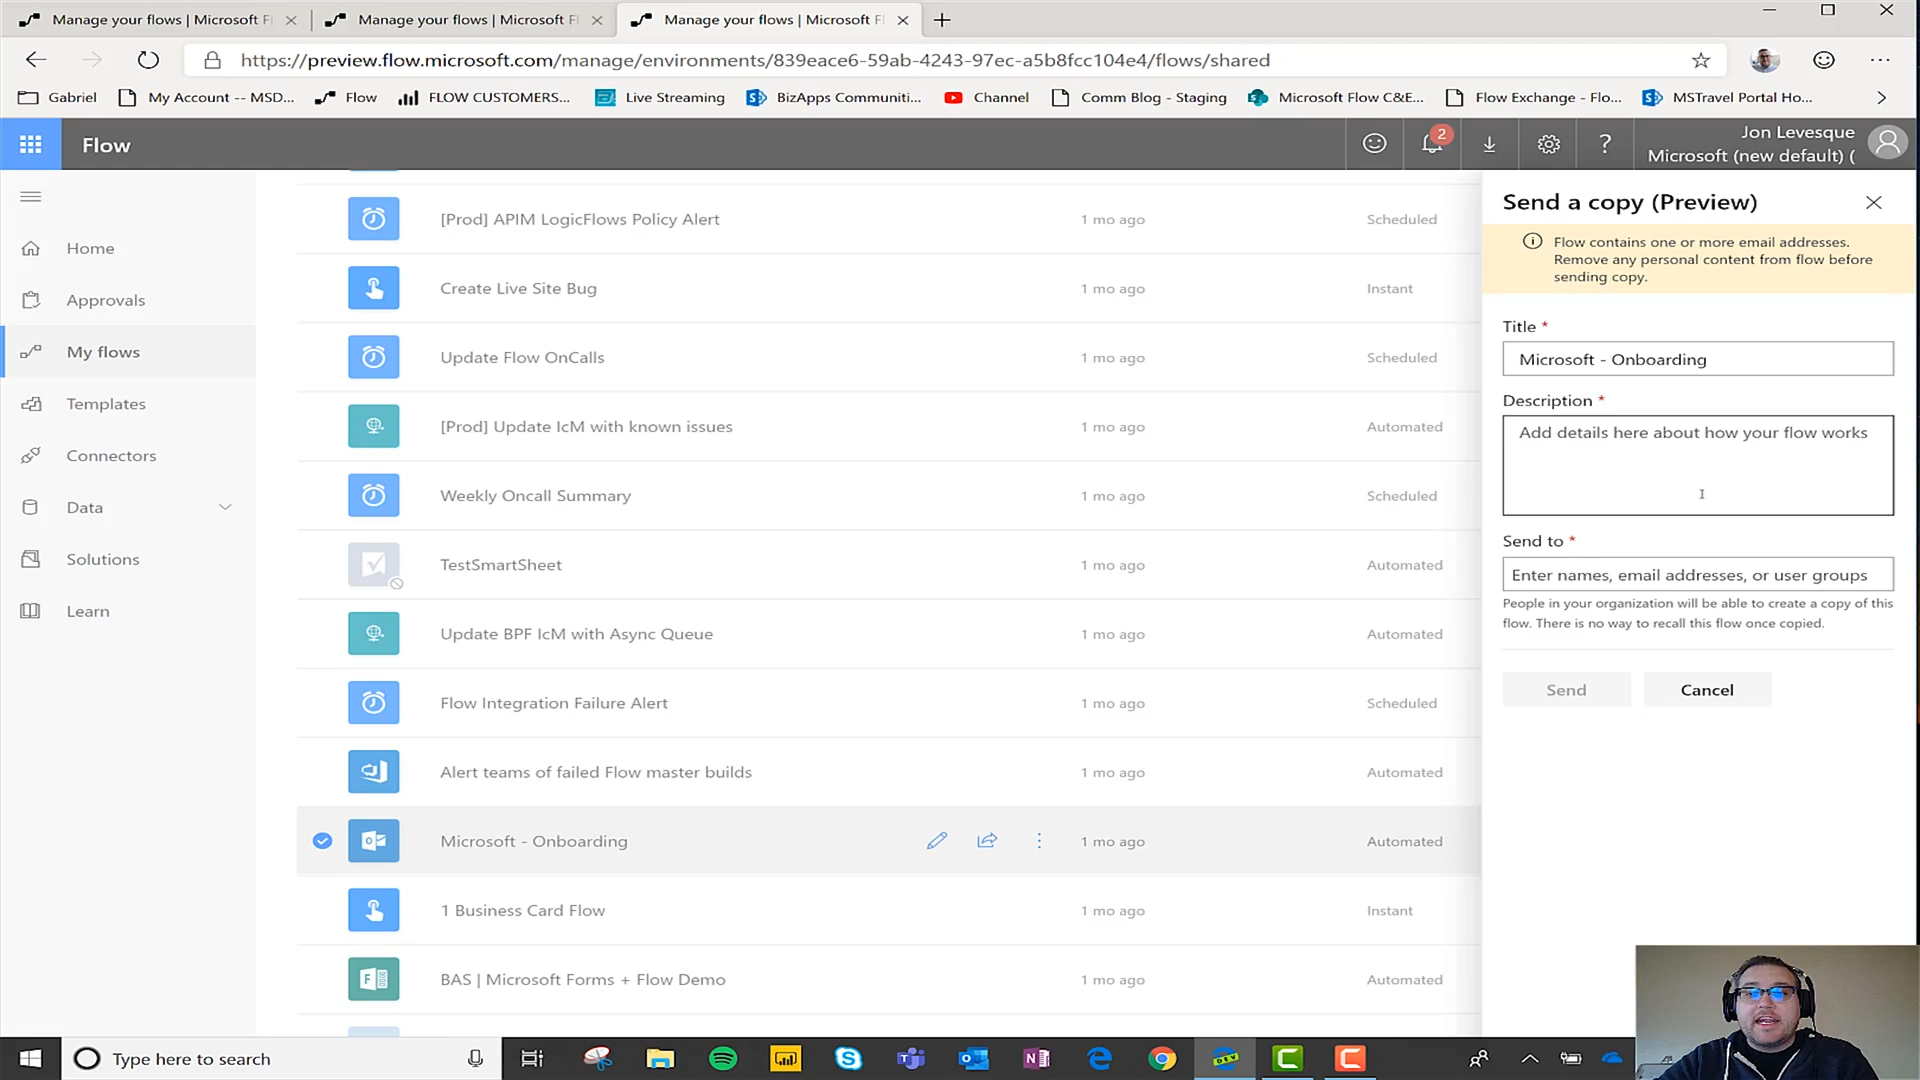 Manage your flows | Microsoft Fl
Manage your flows | Microsoft Fl
Manage your flows | Microsoft Fl
https://preview.flow.microsoft.com/manage/environments/839eace6-59ab-4243-97ec-a5b8fcc104e4/flows/shared
Gabriel
My Account -- MSD...
Flow
FLOW CUSTOMERS...
Live Streaming
BizApps Communiti...
Channel
Comm Blog - Staging
Microsoft Flow C&E...
Flow Exchange - Flo...
MSTravel Portal Ho...
Flow
2
?
Jon Levesque
Microsoft (new default) (
Home
Approvals
My flows
Templates
Connectors
Data
Solutions
Learn
[Prod] APIM LogicFlows Policy Alert 1 mo ago Scheduled
Create Live Site Bug 1 mo ago Instant
Update Flow OnCalls 1 mo ago Scheduled
[Prod] Update IcM with known issues 1 mo ago Automated
Weekly Oncall Summary 1 mo ago Scheduled
TestSmartSheet 1 mo ago Automated
Update BPF IcM with Async Queue 1 mo ago Automated
Flow Integration Failure Alert 1 mo ago Scheduled
Alert teams of failed Flow master builds 1 mo ago Automated
Microsoft - Onboarding 1 mo ago Automated
1 Business Card Flow 1 mo ago Instant
BAS | Microsoft Forms + Flow Demo 1 mo ago Automated
Send a copy (Preview)
Flow contains one or more email addresses.
Remove any personal content from flow before
sending copy.
Title *
Microsoft - Onboarding
Description *
Add details here about how your flow works
Send to *
Enter names, email addresses, or user groups
People in your organization will be able to create a copy of this
flow. There is no way to recall this flow once copied.
Send
Cancel
Type here to search
DEV